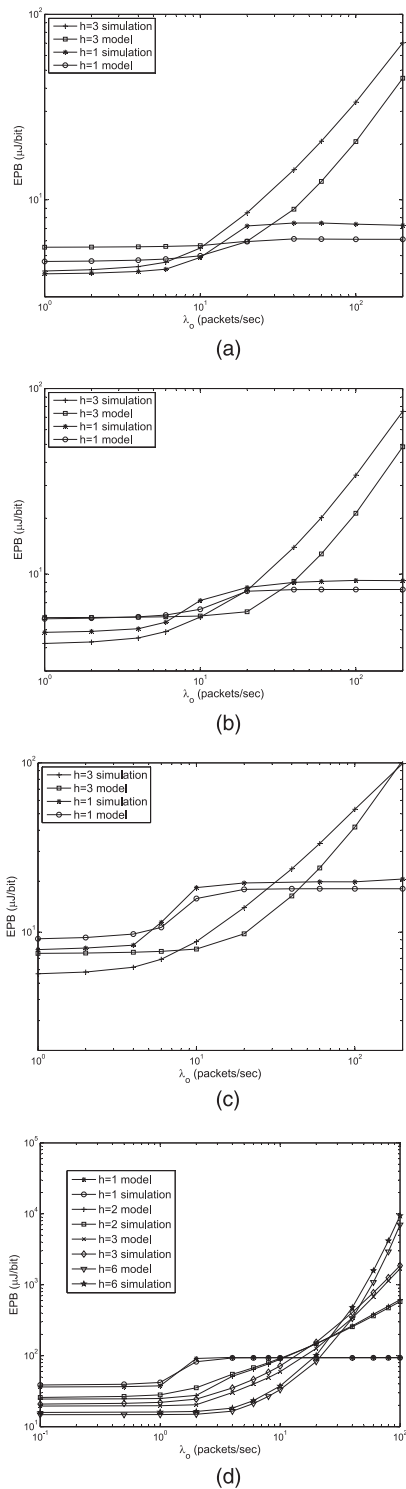 10²
h=3 simulation
h=3 model
h=1 simulation
h=1 model
EPB (μJ/bit)
10¹
10⁰ 10¹ 10²
λₒ (packets/sec)
(a)
10²
h=3 simulation
h=3 model
h=1 simulation
h=1 model
EPB (μJ/bit)
10¹
10⁰ 10¹ 10²
λₒ (packets/sec)
(b)
10²
h=3 simulation
h=3 model
h=1 simulation
h=1 model
EPB (μJ/bit)
10¹
10⁰ 10¹ 10²
λₒ (packets/sec)
(c)
10⁵
h=1 model
h=1 simulation
h=2 model
h=2 simulation
h=3 model
h=3 simulation
h=6 model
h=6 simulation
10⁴
EPB (μJ/bit)
10³
10²
10¹
10⁻¹ 10⁰ 10¹ 10²
λₒ (packets/sec)
(d)